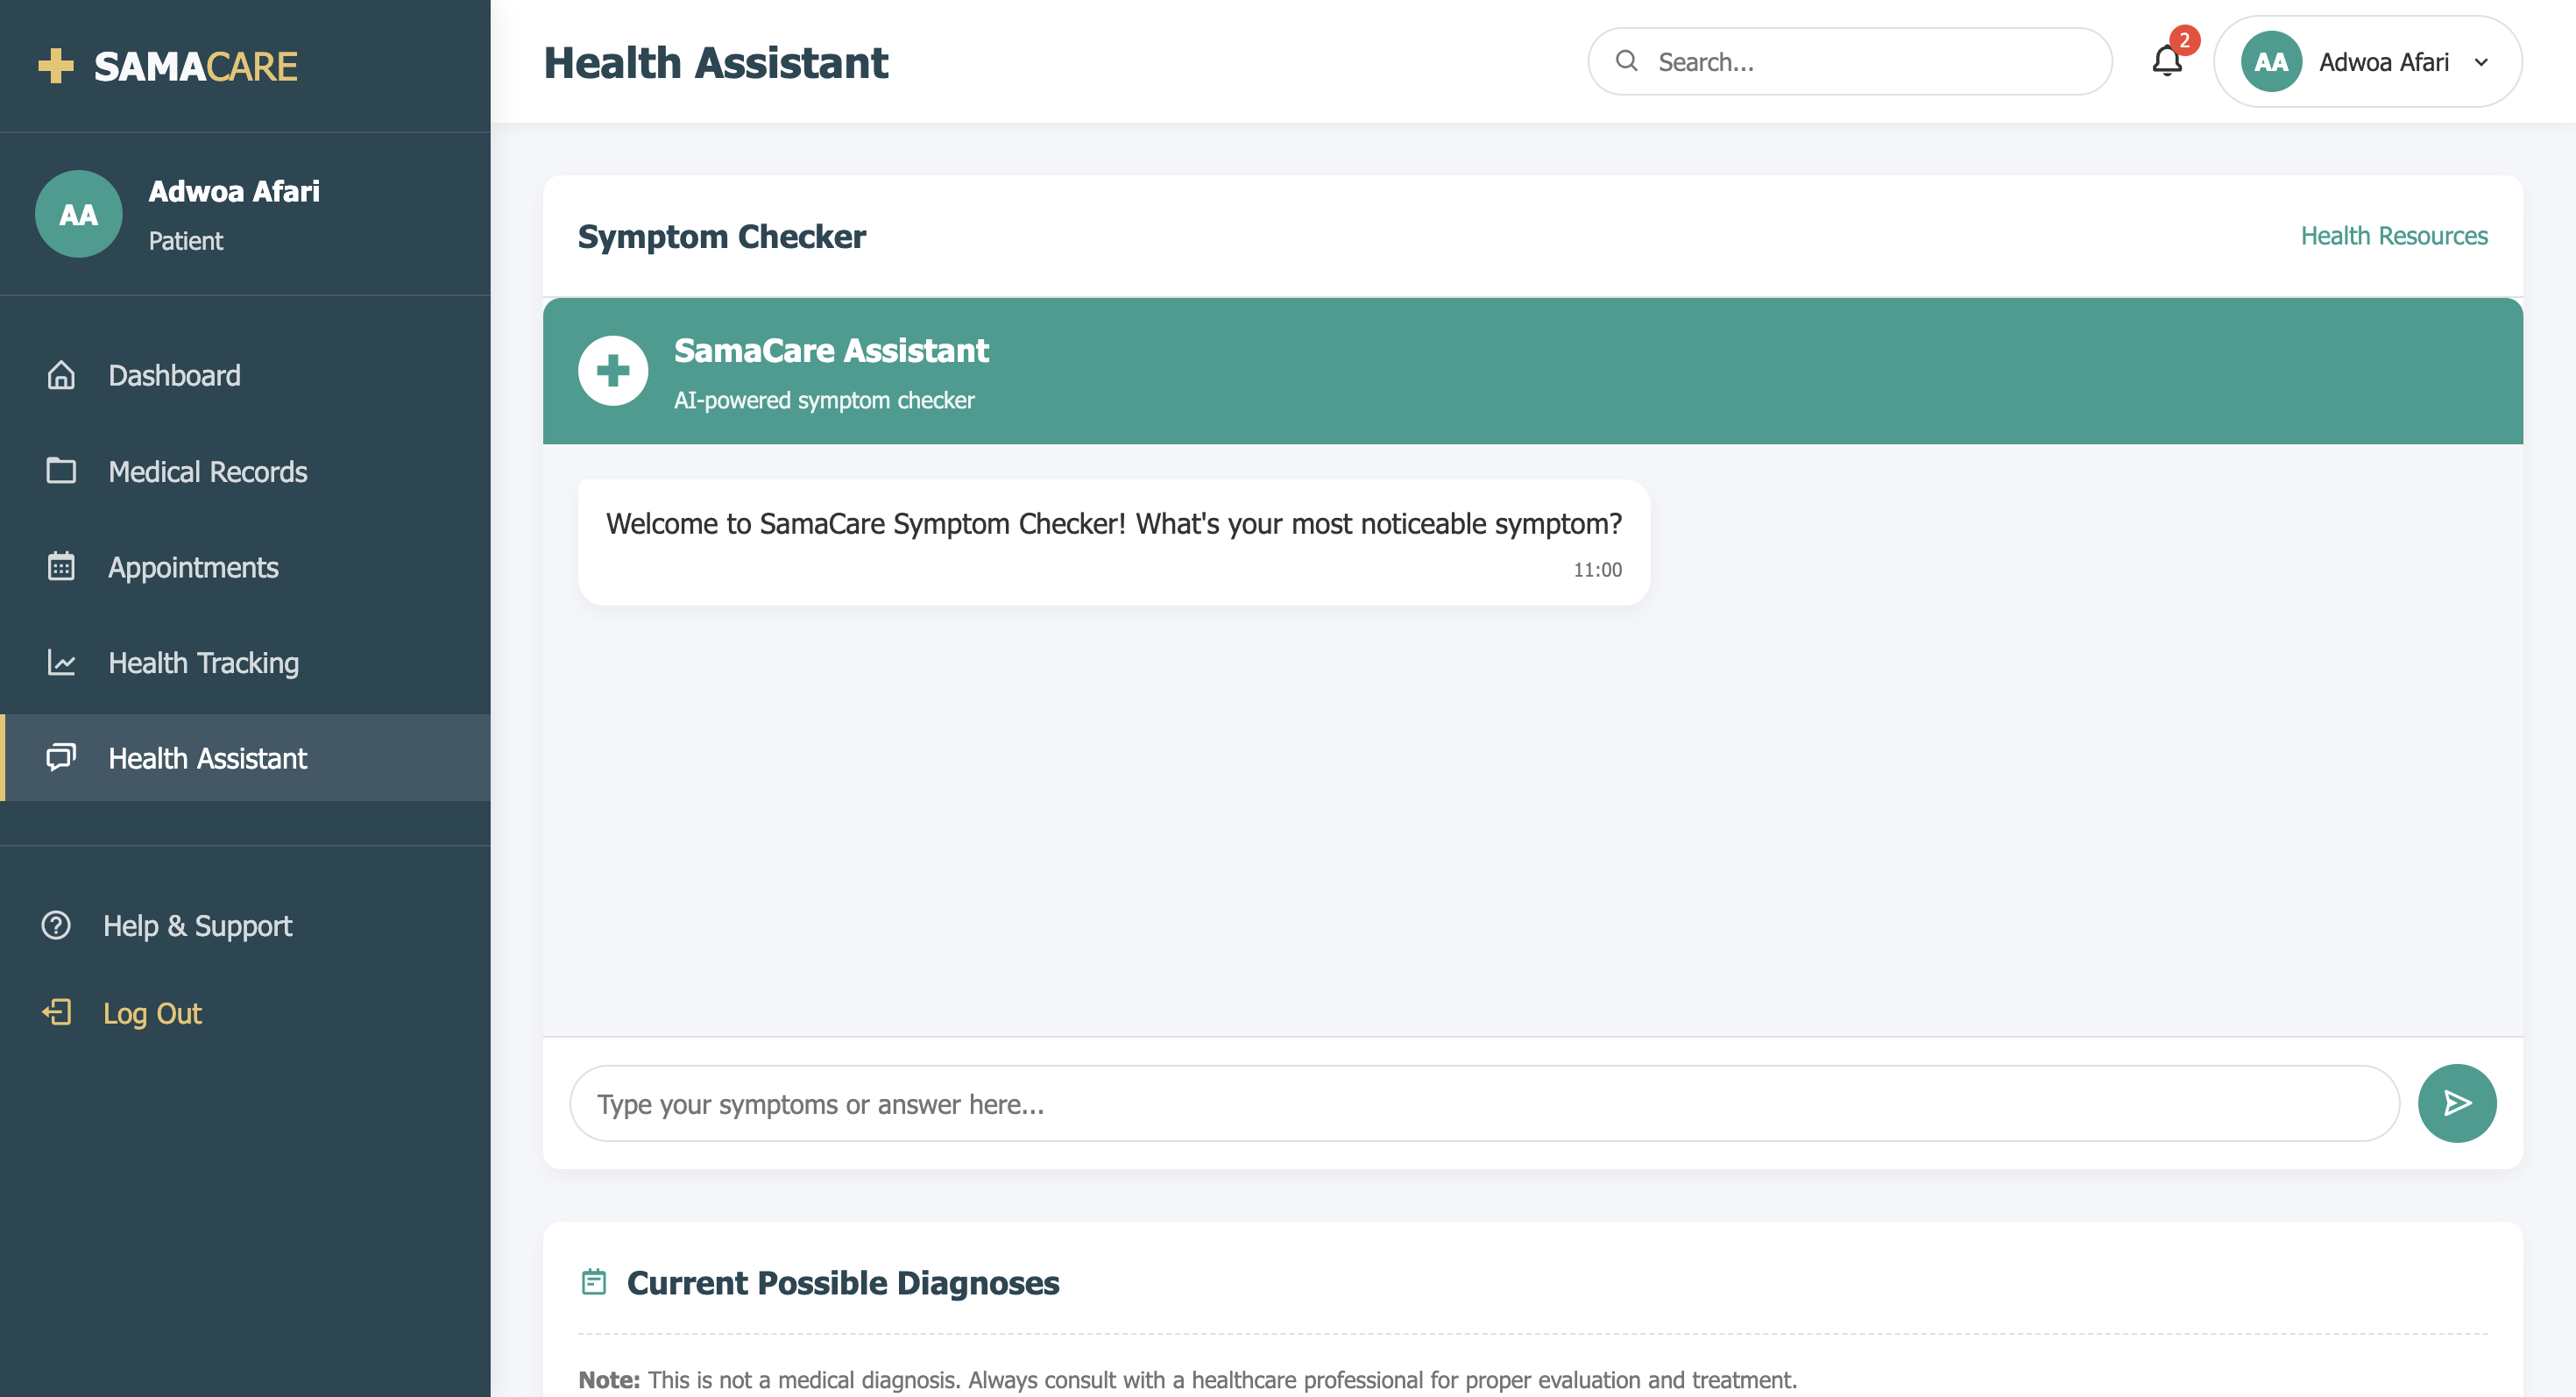 SAMACARE
AA
Adwoa Afari
Patient
Dashboard
Medical Records
Appointments
Health Tracking
Health Assistant
Help & Support
Log Out
Health Assistant
Search...
2
AA
Adwoa Afari
Symptom Checker
Health Resources
SamaCare Assistant
AI-powered symptom checker
Welcome to SamaCare Symptom Checker! What's your most noticeable symptom?
11:00
Type your symptoms or answer here...
Current Possible Diagnoses
Note: This is not a medical diagnosis. Always consult with a healthcare professional for proper evaluation and treatment.